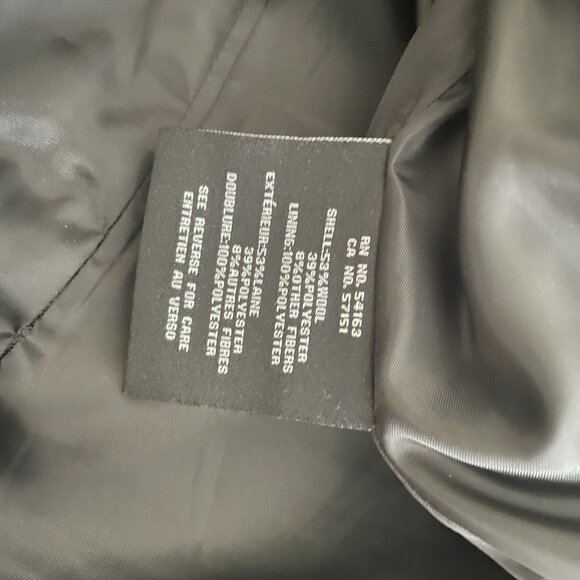 RN NO. 54163
CA NO. 57151
SHELL:53%WOOL
39%POLYESTER
8%OTHER FIBERS
LINING:100%POLYESTER
EXTÉRIEUR:53%LAINE
39%POLYESTER
8%AUTRES FIBRES
DOUBLURE:100%POLYESTER
SEE REVERSE FOR CARE
ENTRETIEN AU VERSO